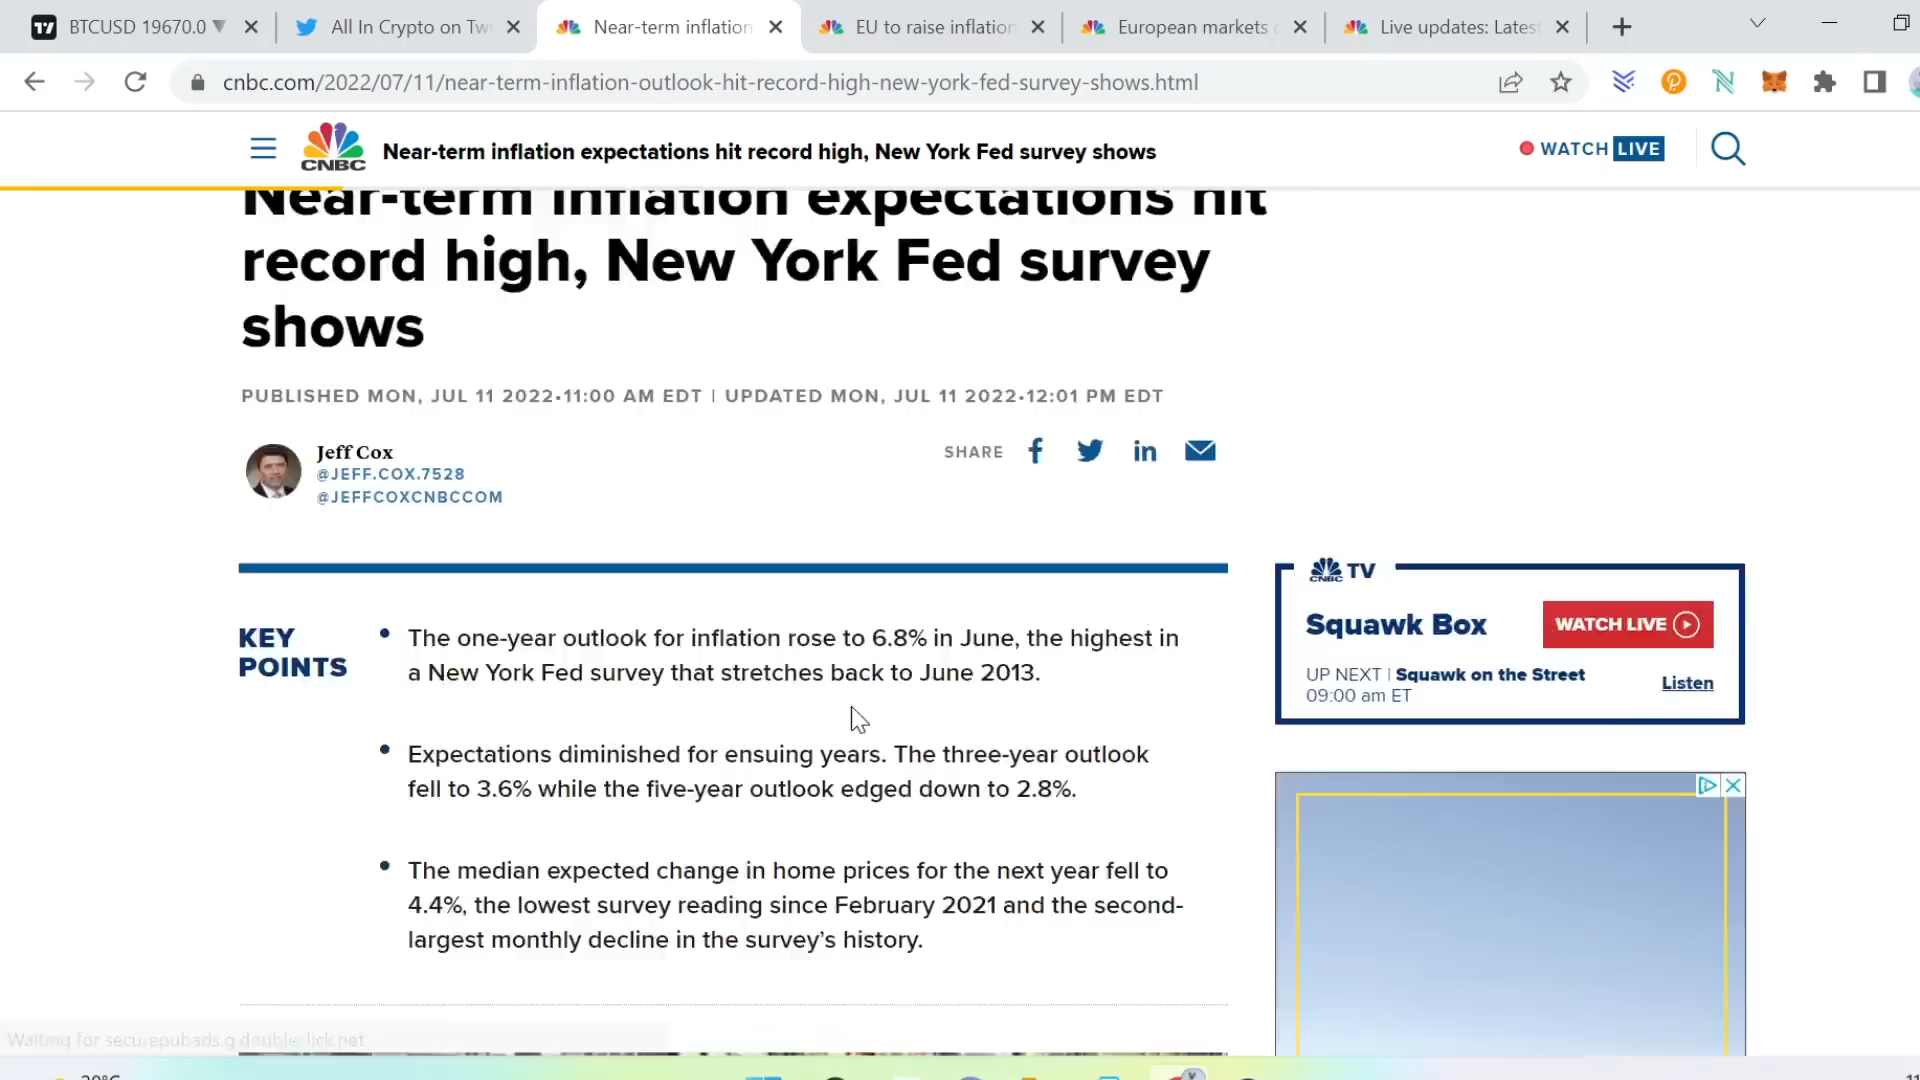 BTCUSD 19670.0
All In Crypto on Tw
Near-term inflation
EU to raise inflation
European markets
Live updates: Latest
cnbc.com/2022/07/11/near-term-inflation-outlook-hit-record-high-new-york-fed-survey-shows.html
CNBC
Near-term inflation expectations hit record high, New York Fed survey shows
WATCH LIVE
Near-term inflation expectations hit
record high, New York Fed survey
shows
PUBLISHED MON, JUL 11 2022•11:00 AM EDT | UPDATED MON, JUL 11 2022•12:01 PM EDT
Jeff Cox
@JEFF.COX.7528
@JEFFCOXCNBCCOM
SHARE
KEY
POINTS
• The one-year outlook for inflation rose to 6.8% in June, the highest in
a New York Fed survey that stretches back to June 2013.
• Expectations diminished for ensuing years. The three-year outlook
fell to 3.6% while the five-year outlook edged down to 2.8%.
• The median expected change in home prices for the next year fell to
4.4%, the lowest survey reading since February 2021 and the second-
largest monthly decline in the survey’s history.
CNBC TV
Squawk Box
WATCH LIVE
UP NEXT | Squawk on the Street
09:00 am ET
Listen
Waiting for securepubads.g.doubleclick.net